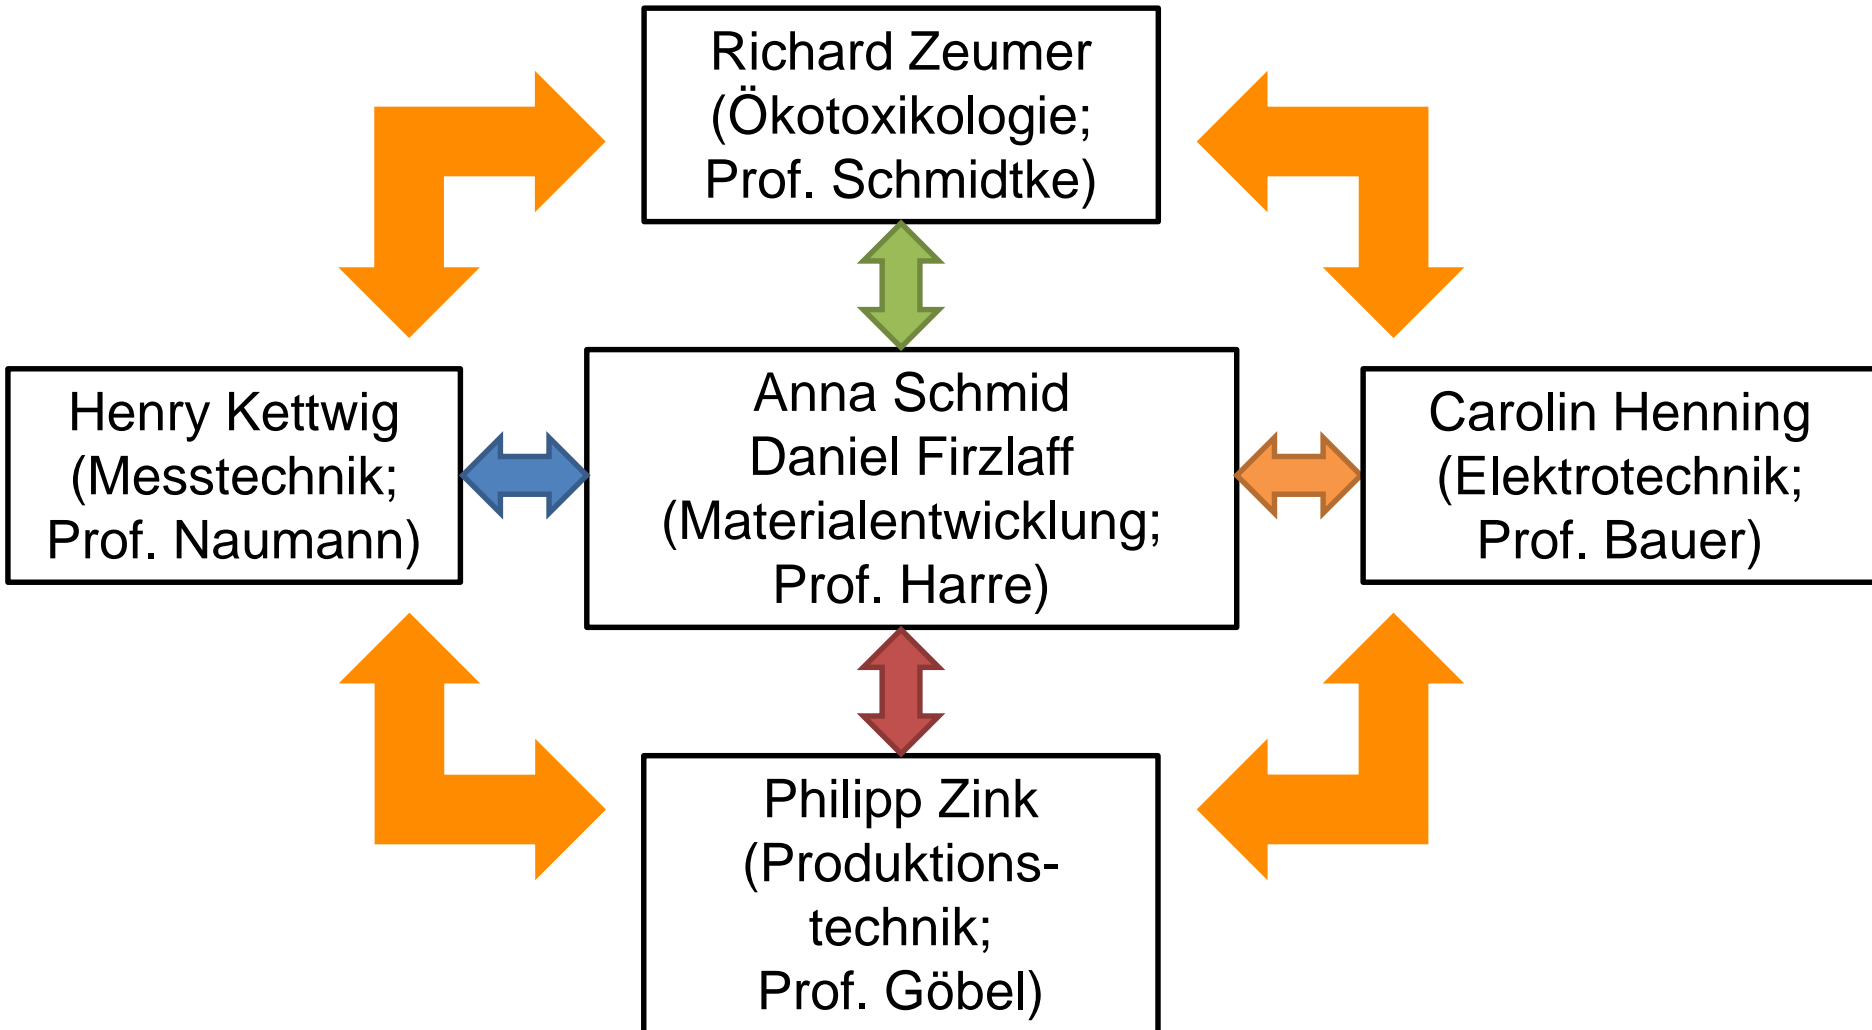 Richard Zeumer
(Ökotoxikologie;
Prof. Schmidtke)
Henry Kettwig
(Messtechnik;
Prof. Naumann)
Anna Schmid
Daniel Firzlaff
(Materialentwicklung;
Prof. Harre)
Carolin Henning
(Elektrotechnik;
Prof. Bauer)
Philipp Zink
(Produktions-
technik;
Prof. Göbel)